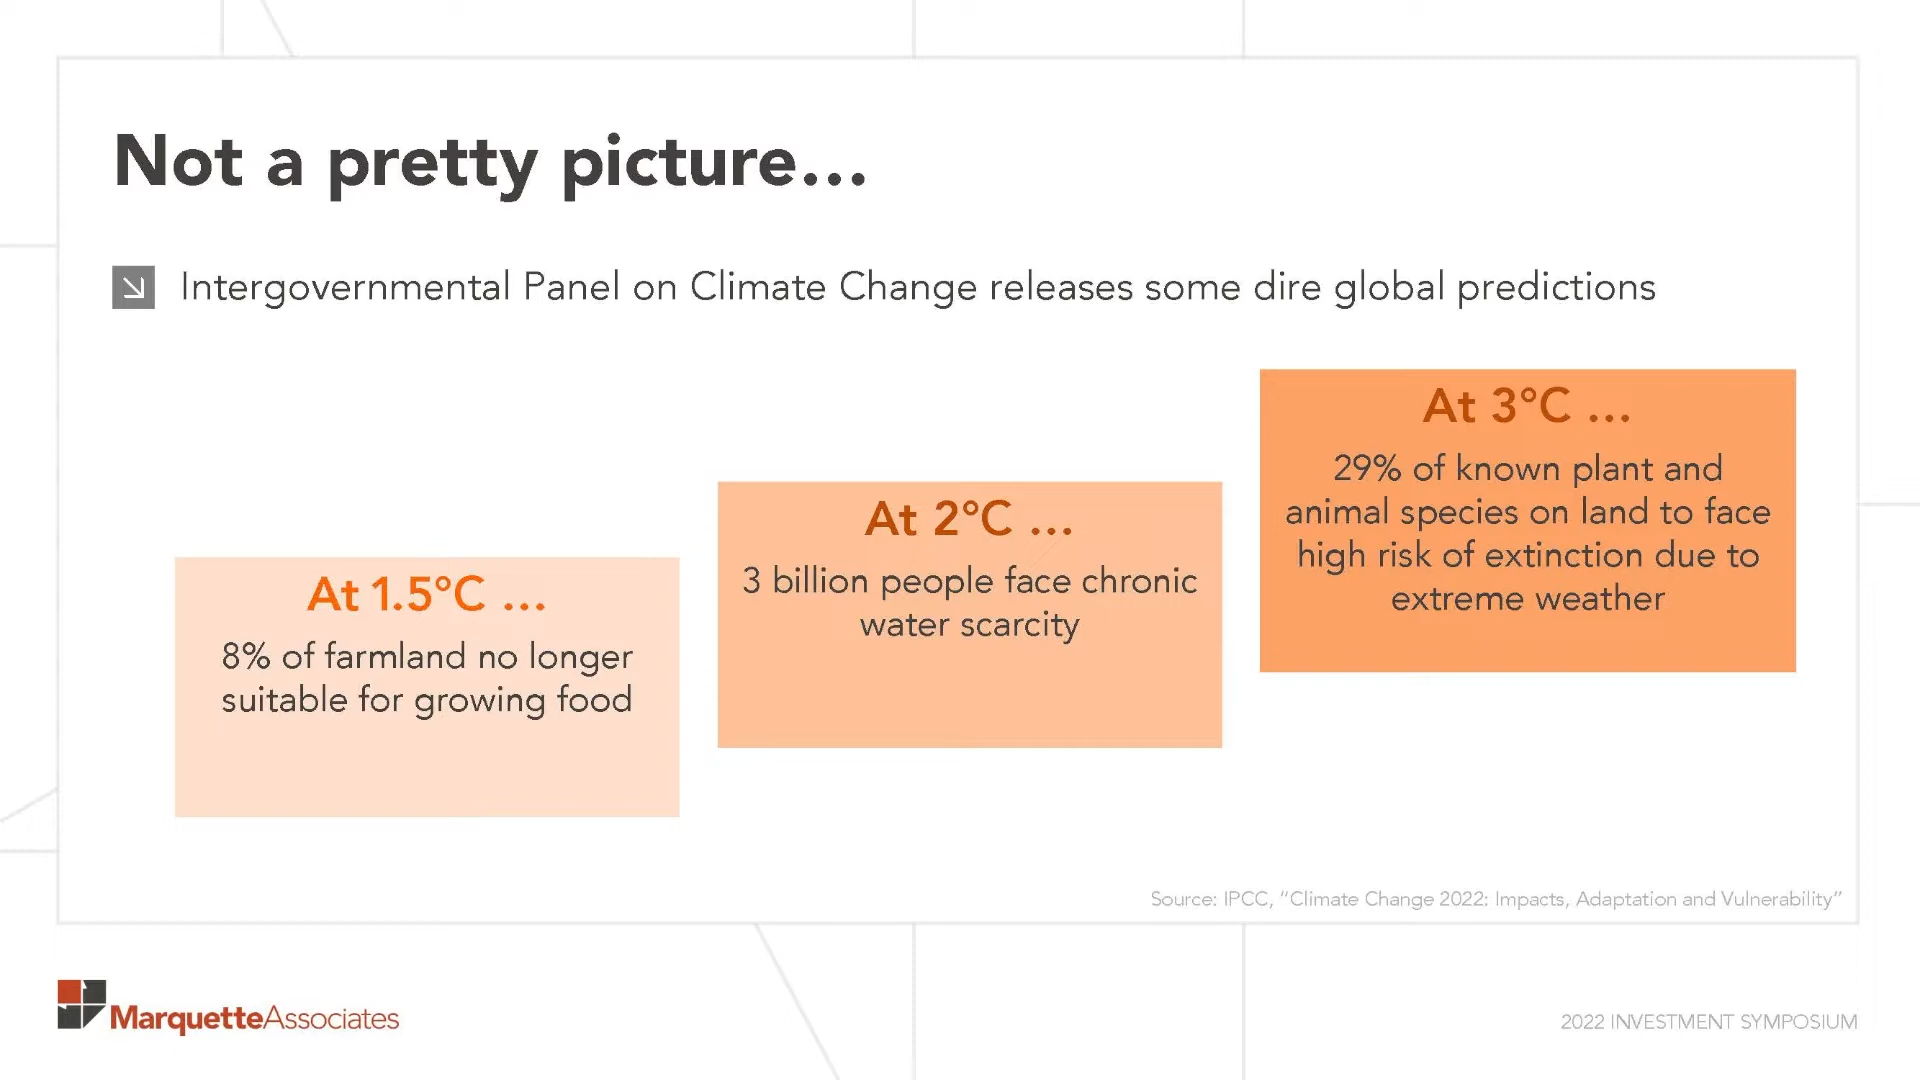 Not a pretty picture...
Intergovernmental Panel on Climate Change releases some dire global predictions
At 1.5°C ...
8% of farmland no longer
suitable for growing food
At 2°C ...
3 billion people face chronic
water scarcity
At 3°C ...
29% of known plant and
animal species on land to face
high risk of extinction due to
extreme weather
Source: IPCC, “Climate Change 2022: Impacts, Adaptation and Vulnerability”
MarquetteAssociates
2022 INVESTMENT SYMPOSIUM